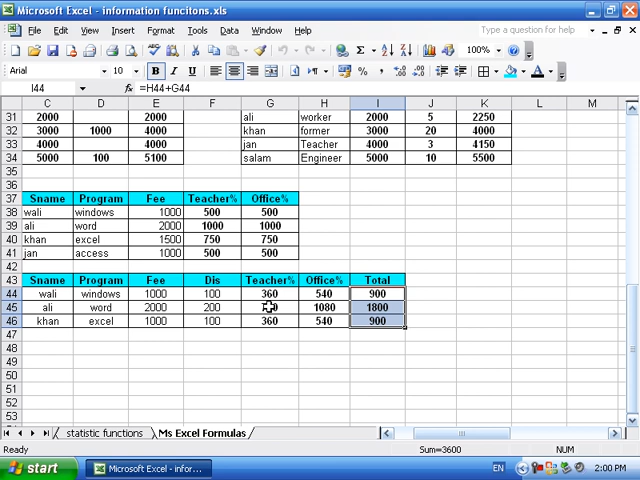 Microsoft Excel - information funcitons.xls
File Edit View Insert Format Tools Data Window Help Type a question for help
100%
Arial 10 B I U
I44 fx =H44+G44
C D E F G H I J K L M
31 2000 2000 ali worker 2000 5 2250
32 3000 1000 4000 khan former 3000 20 4000
33 4000 4000 jan Teacher 4000 3 4150
34 5000 100 5100 salam Engineer 5000 10 5500
35
36
37 Sname Program Fee Teacher% Office%
38 wali windows 1000 500 500
39 ali word 2000 1000 1000
40 khan excel 1500 750 750
41 jan access 1000 500 500
42
43 Sname Program Fee Dis Teacher% Office% Total
44 wali windows 1000 100 360 540 900
45 ali word 2000 200 1080 1800
46 khan excel 1000 100 360 540 900
47
48
49
50
51
52
53
statistic functions Ms Excel Formulas
Ready Sum=3600 NUM
start Microsoft Excel - infor... EN 2:00 PM